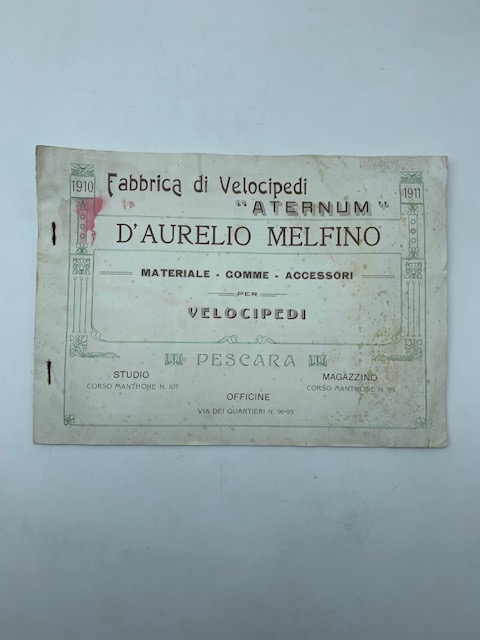 1910
1911
Fabbrica di Velocipedi
"ATERNUM"
D'AURELIO MELFINO
MATERIALE - GOMME - ACCESSORI
PER
VELOCIPEDI
PESCARA
STUDIO
CORSO MANTHONE N. 107
MAGAZZINO
CORSO MANTHONE N. 99
OFFICINE
VIA DEI QUARTIERI N. 91-95